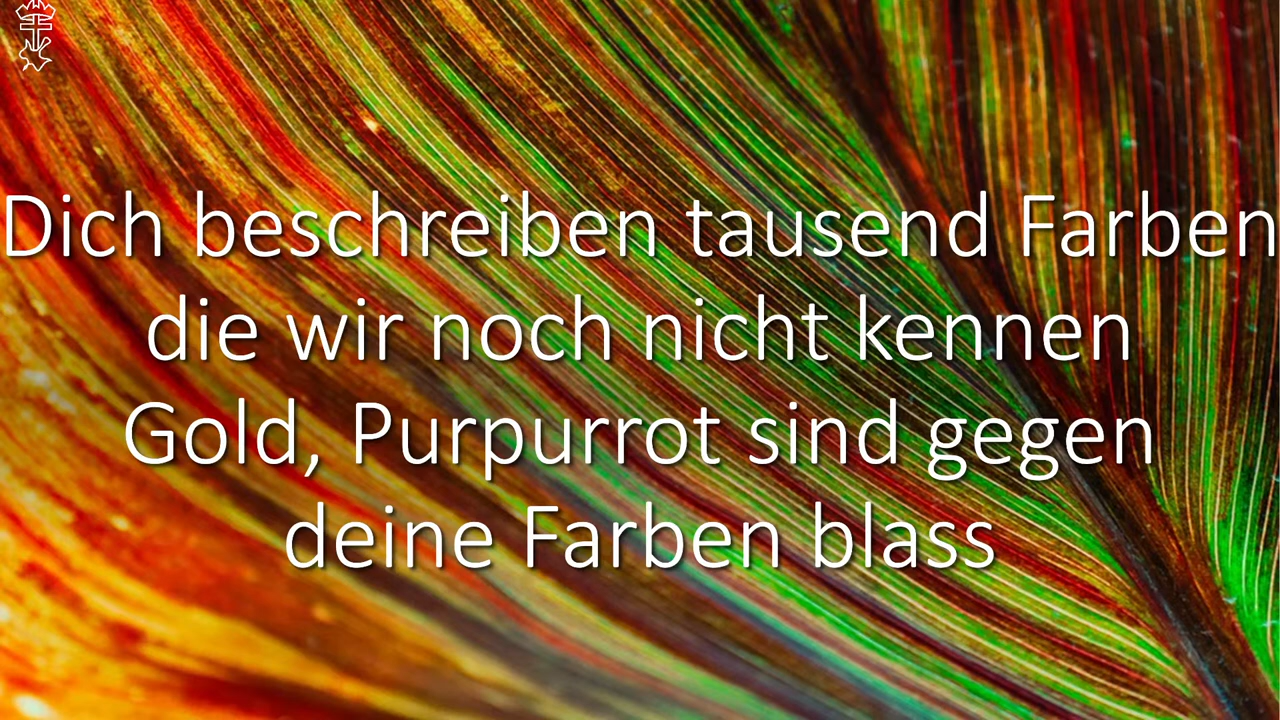 Dich beschreiben tausend Farben
die wir noch nicht kennen
Gold, Purpurrot sind gegen
deine Farben blass